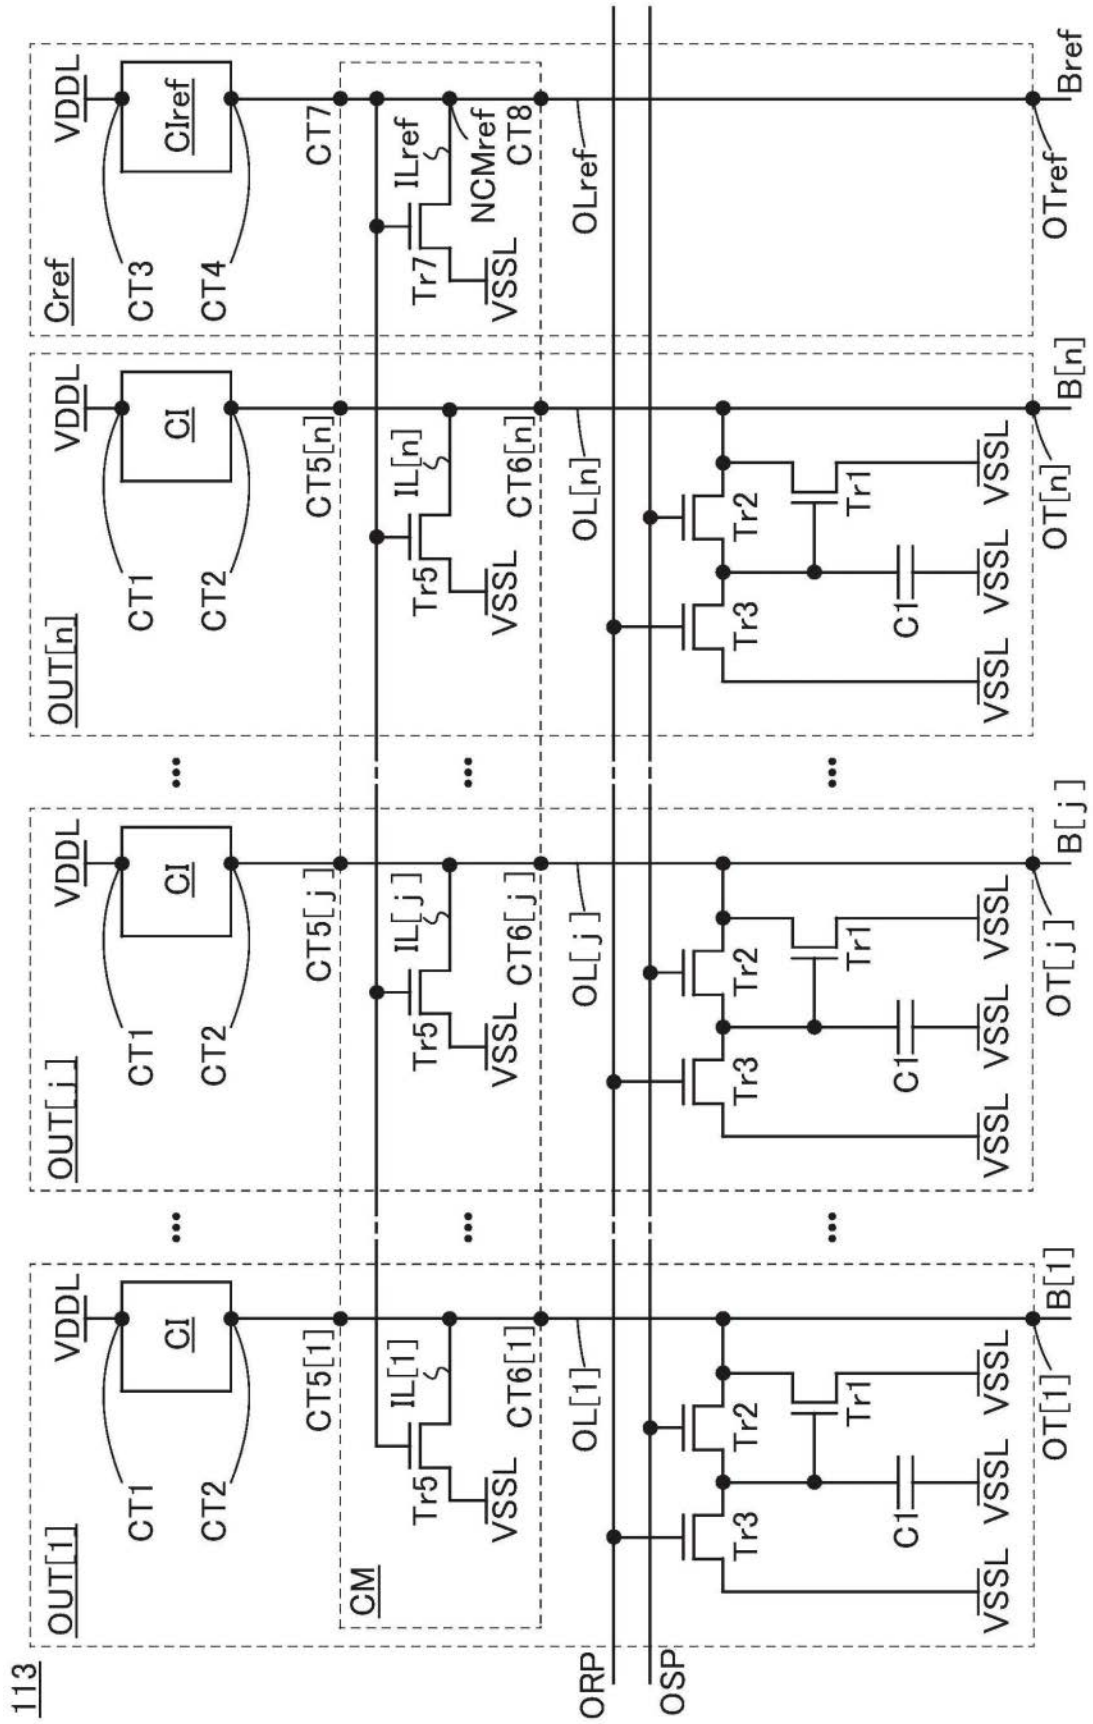 113
OUT[1]
OUT[j]
OUT[n]
Cref
VDDL
VDDL
VDDL
VDDL
CI
CI
CI
CIref
CT1
CT1
CT1
CT3
CT2
CT2
CT2
CT4
CT5[1]
CT5[j]
CT5[n]
CT7
CM
IL[1]
IL[j]
IL[n]
ILref
Tr5
Tr5
Tr5
Tr7
NCMref
VSSL
VSSL
VSSL
VSSL
CT6[1]
CT6[j]
CT6[n]
CT8
OL[1]
OL[j]
OL[n]
OLref
ORP
OSP
Tr3
Tr2
Tr3
Tr2
Tr3
Tr2
Tr1
Tr1
Tr1
C1
C1
C1
VSSL
VSSL
VSSL
VSSL
VSSL
VSSL
VSSL
VSSL
VSSL
OT[1]
B[1]
OT[j]
B[j]
OT[n]
B[n]
OTref
Bref
•••
•••
•••
•••
•••
•••